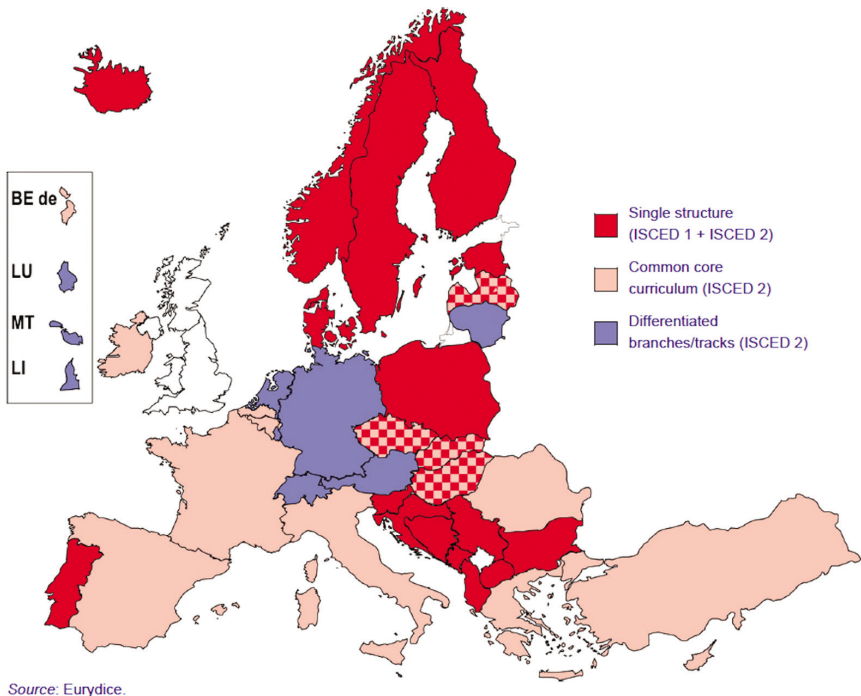 BE de
LU
MT
LI
Single structure
(ISCED 1 + ISCED 2)
Common core
curriculum (ISCED 2)
Differentiated
branches/tracks (ISCED 2)
Source: Eurydice.